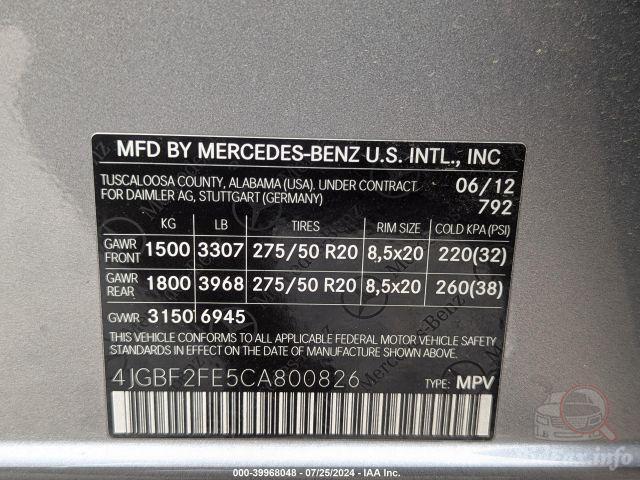 MFD BY MERCEDES-BENZ U.S. INTL., INC
TUSCALOOSA COUNTY, ALABAMA (USA). UNDER CONTRACT 06/12
FOR DAIMLER AG, STUTTGART (GERMANY) 792
KG LB TIRES RIM SIZE COLD KPA (PSI)
GAWR FRONT 1500 3307 275/50 R20 8,5x20 220(32)
GAWR REAR 1800 3968 275/50 R20 8,5x20 260(38)
GVWR 3150 6945
THIS VEHICLE CONFORMS TO ALL APPLICABLE FEDERAL MOTOR VEHICLE SAFETY
AND THEFT PREVENTION STANDARDS IN EFFECT ON THE DATE OF MANUFACTURE
SHOWN ABOVE.
4JGBF2FE5CA800826 TYPE: MPV
000-39968048 - 07/25/2024 - IAA Inc.